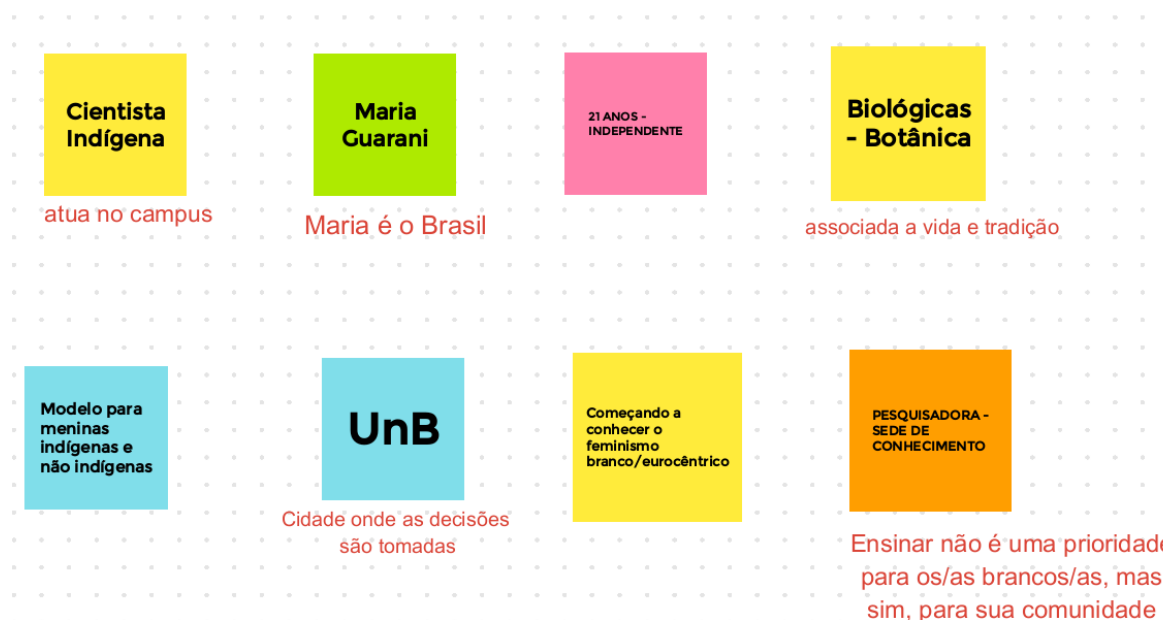 Cientista
Indígena
atua no campus
Maria
Guarani
Maria é o Brasil
21 ANOS -
INDEPENDENTE
Biológicas
- Botânica
associada a vida e tradição
Modelo para
meninas
indígenas e
não indígenas
UnB
Cidade onde as decisões
são tomadas
Começando a
conhecer o
feminismo
branco/eurocêntrico
PESQUISADORA -
SEDE DE
CONHECIMENTO
Ensinar não é uma prioridade
para os/as brancos/as, mas
sim, para sua comunidade